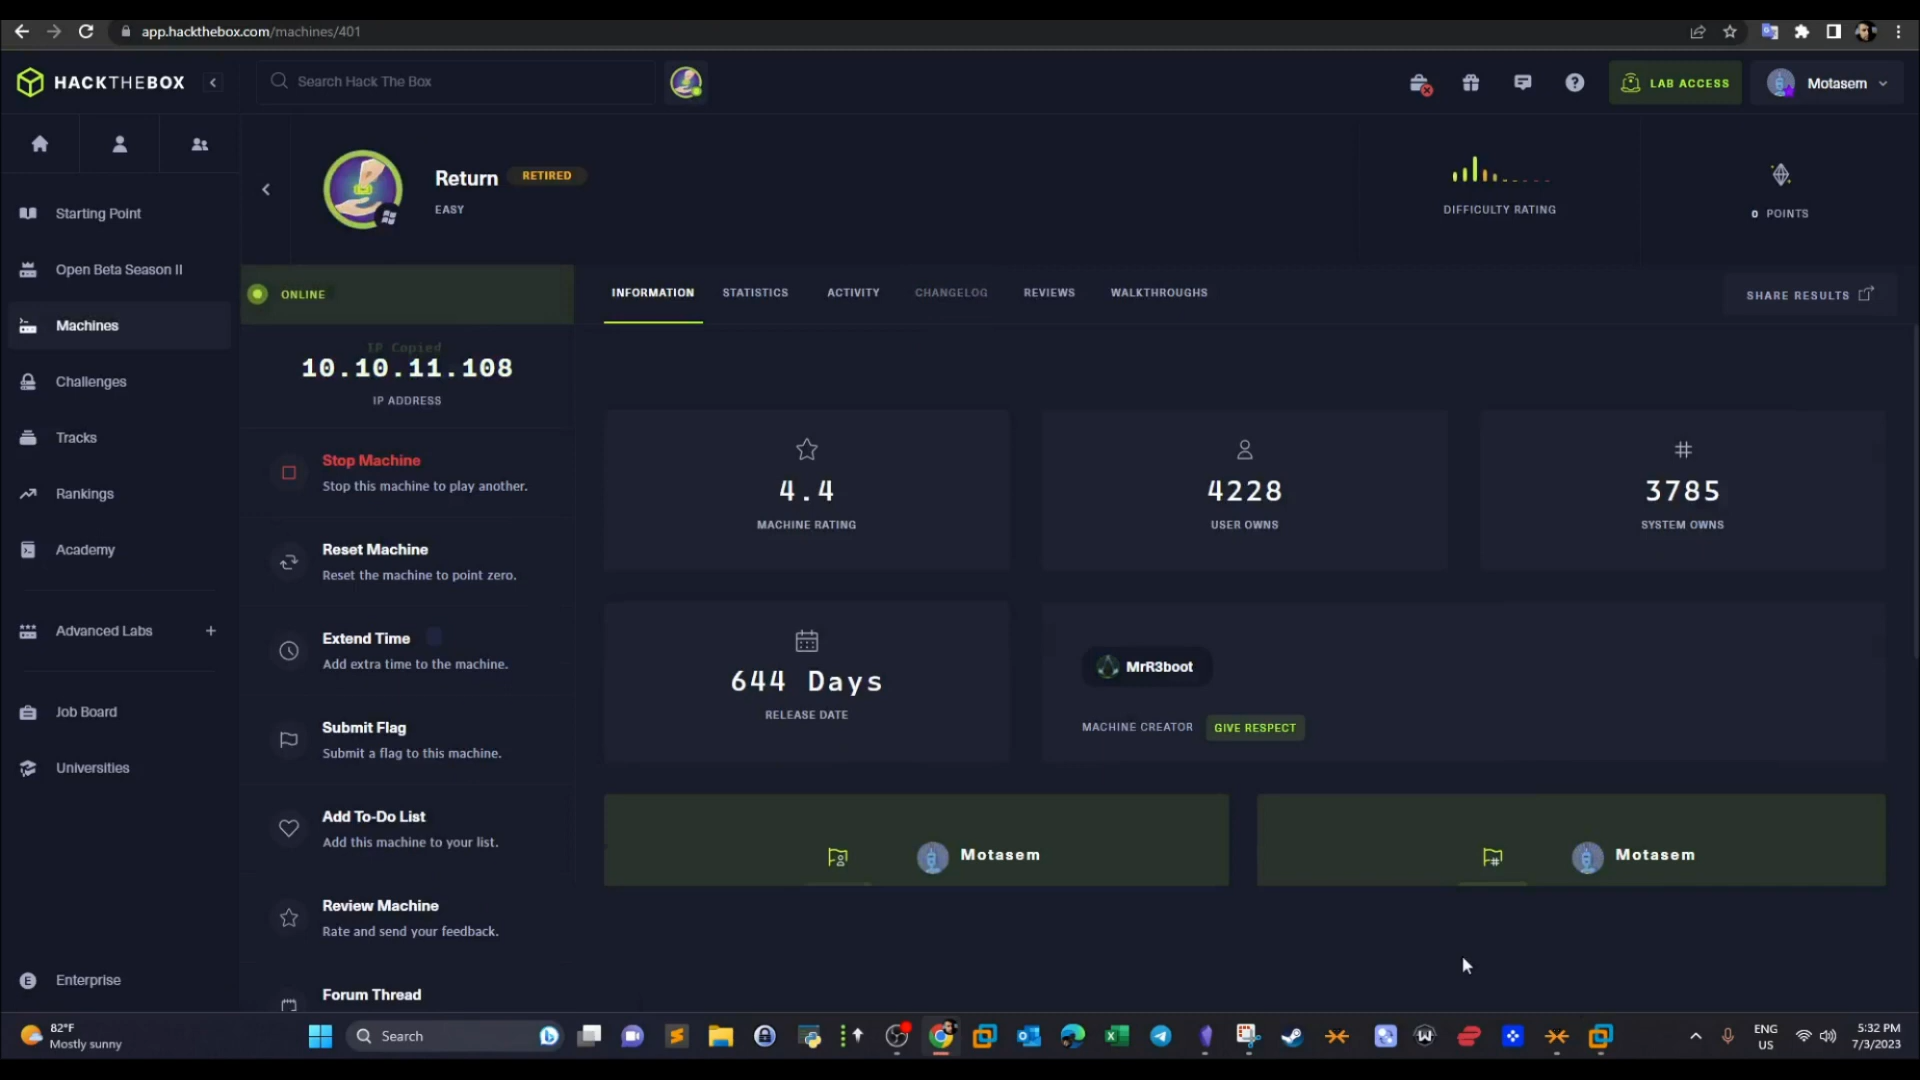 app.hackthebox.com/machines/401
HACKTHEBOX
Search Hack The Box
LAB ACCESS
Motasem
Return
RETIRED
EASY
DIFFICULTY RATING
0 POINTS
Starting Point
Open Beta Season II
Machines
Challenges
Tracks
Rankings
Academy
Advanced Labs
+
Job Board
Universities
Enterprise
ONLINE
IP Copied
10.10.11.108
IP ADDRESS
Stop Machine
Stop this machine to play another.
Reset Machine
Reset the machine to point zero.
Extend Time
Add extra time to the machine.
Submit Flag
Submit a flag to this machine.
Add To-Do List
Add this machine to your list.
Review Machine
Rate and send your feedback.
Forum Thread
INFORMATION
STATISTICS
ACTIVITY
CHANGELOG
REVIEWS
WALKTHROUGHS
SHARE RESULTS
4.4
MACHINE RATING
4228
USER OWNS
#
3785
SYSTEM OWNS
644 Days
RELEASE DATE
MrR3boot
MACHINE CREATOR
GIVE RESPECT
Motasem
Motasem
82°F
Mostly sunny
Search
ENG
US
5:32 PM
7/3/2023